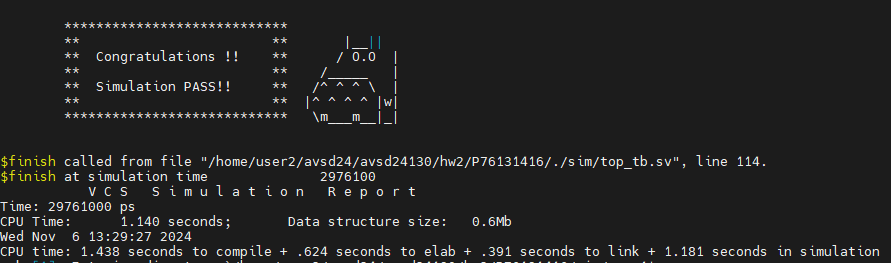 ****************************
** ** |__||
** Congratulations !! ** / O.O |
** ** /_____ |
** Simulation PASS!! ** /^ ^ ^ \ |
** ** |^ ^ ^ ^ |w|
**************************** \m___m__|_|
$finish called from file "/home/user2/avsd24/avsd24130/hw2/P76131416/./sim/top_tb.sv", line 114.
$finish at simulation time 2976100
V C S S i m u l a t i o n R e p o r t
Time: 29761000 ps
CPU Time: 1.140 seconds; Data structure size: 0.6Mb
Wed Nov 6 13:29:27 2024
CPU time: 1.438 seconds to compile + .624 seconds to elab + .391 seconds to link + 1.181 seconds in simulation